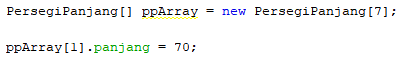 PersegiPanjang[] ppArray = new PersegiPanjang[7];
ppArray[1].panjang = 70;